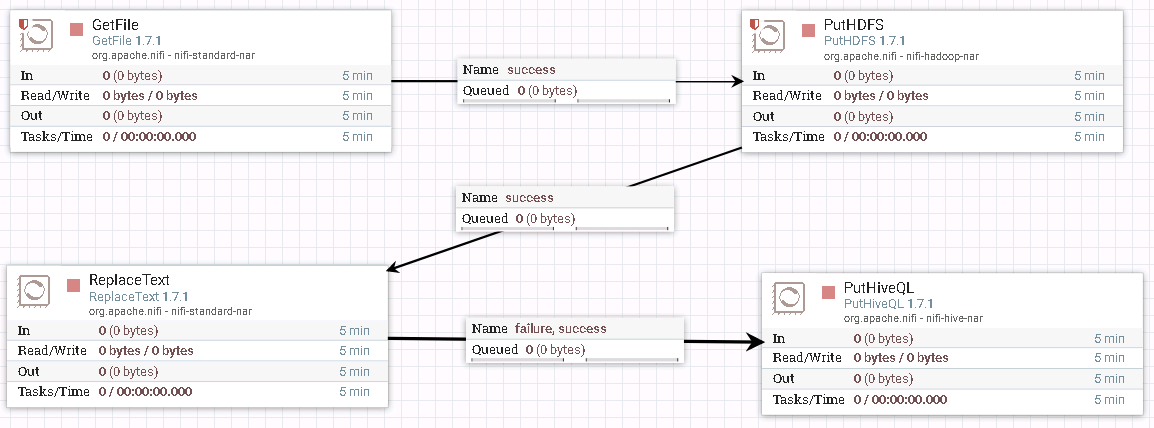 GetFile
GetFile 1.7.1
org.apache.nifi - nifi-standard-nar
In 0 (0 bytes) 5 min
Read/Write 0 bytes / 0 bytes 5 min
Out 0 (0 bytes) 5 min
Tasks/Time 0 / 00:00:00.000 5 min
Name success
Queued 0 (0 bytes)
PutHDFS
PutHDFS 1.7.1
org.apache.nifi - nifi-hadoop-nar
In 0 (0 bytes) 5 min
Read/Write 0 bytes / 0 bytes 5 min
Out 0 (0 bytes) 5 min
Tasks/Time 0 / 00:00:00.000 5 min
Name success
Queued 0 (0 bytes)
ReplaceText
ReplaceText 1.7.1
org.apache.nifi - nifi-standard-nar
In 0 (0 bytes) 5 min
Read/Write 0 bytes / 0 bytes 5 min
Out 0 (0 bytes) 5 min
Tasks/Time 0 / 00:00:00.000 5 min
Name failure, success
Queued 0 (0 bytes)
PutHiveQL
PutHiveQL 1.7.1
org.apache.nifi - nifi-hive-nar
In 0 (0 bytes) 5 min
Read/Write 0 bytes / 0 bytes 5 min
Out 0 (0 bytes) 5 min
Tasks/Time 0 / 00:00:00.000 5 min